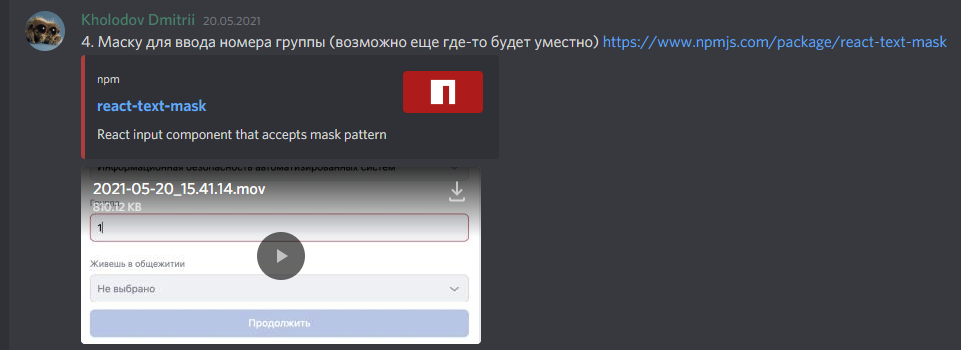 Kholodov Dmitrii 20.05.2021
4. Маску для ввода номера группы (возможно еще где-то будет уместно) https://www.npmjs.com/package/react-text-mask
npm
react-text-mask
React input component that accepts mask pattern
Информационная безопасность автоматизированных систем
2021-05-20_15.41.14.mov
Группа
810.12 KB
1
Живешь в общежитии
Не выбрано
Продолжить